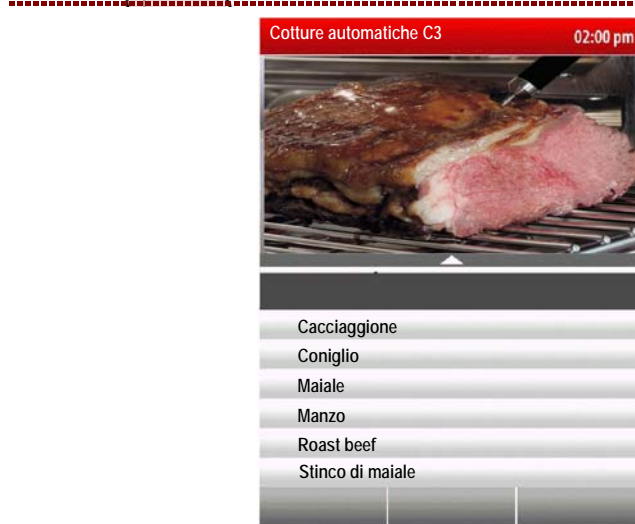 Cotture automatiche C3
02:00 pm
Cacciaggione
Coniglio
Maiale
Manzo
Roast beef
Stinco di maiale